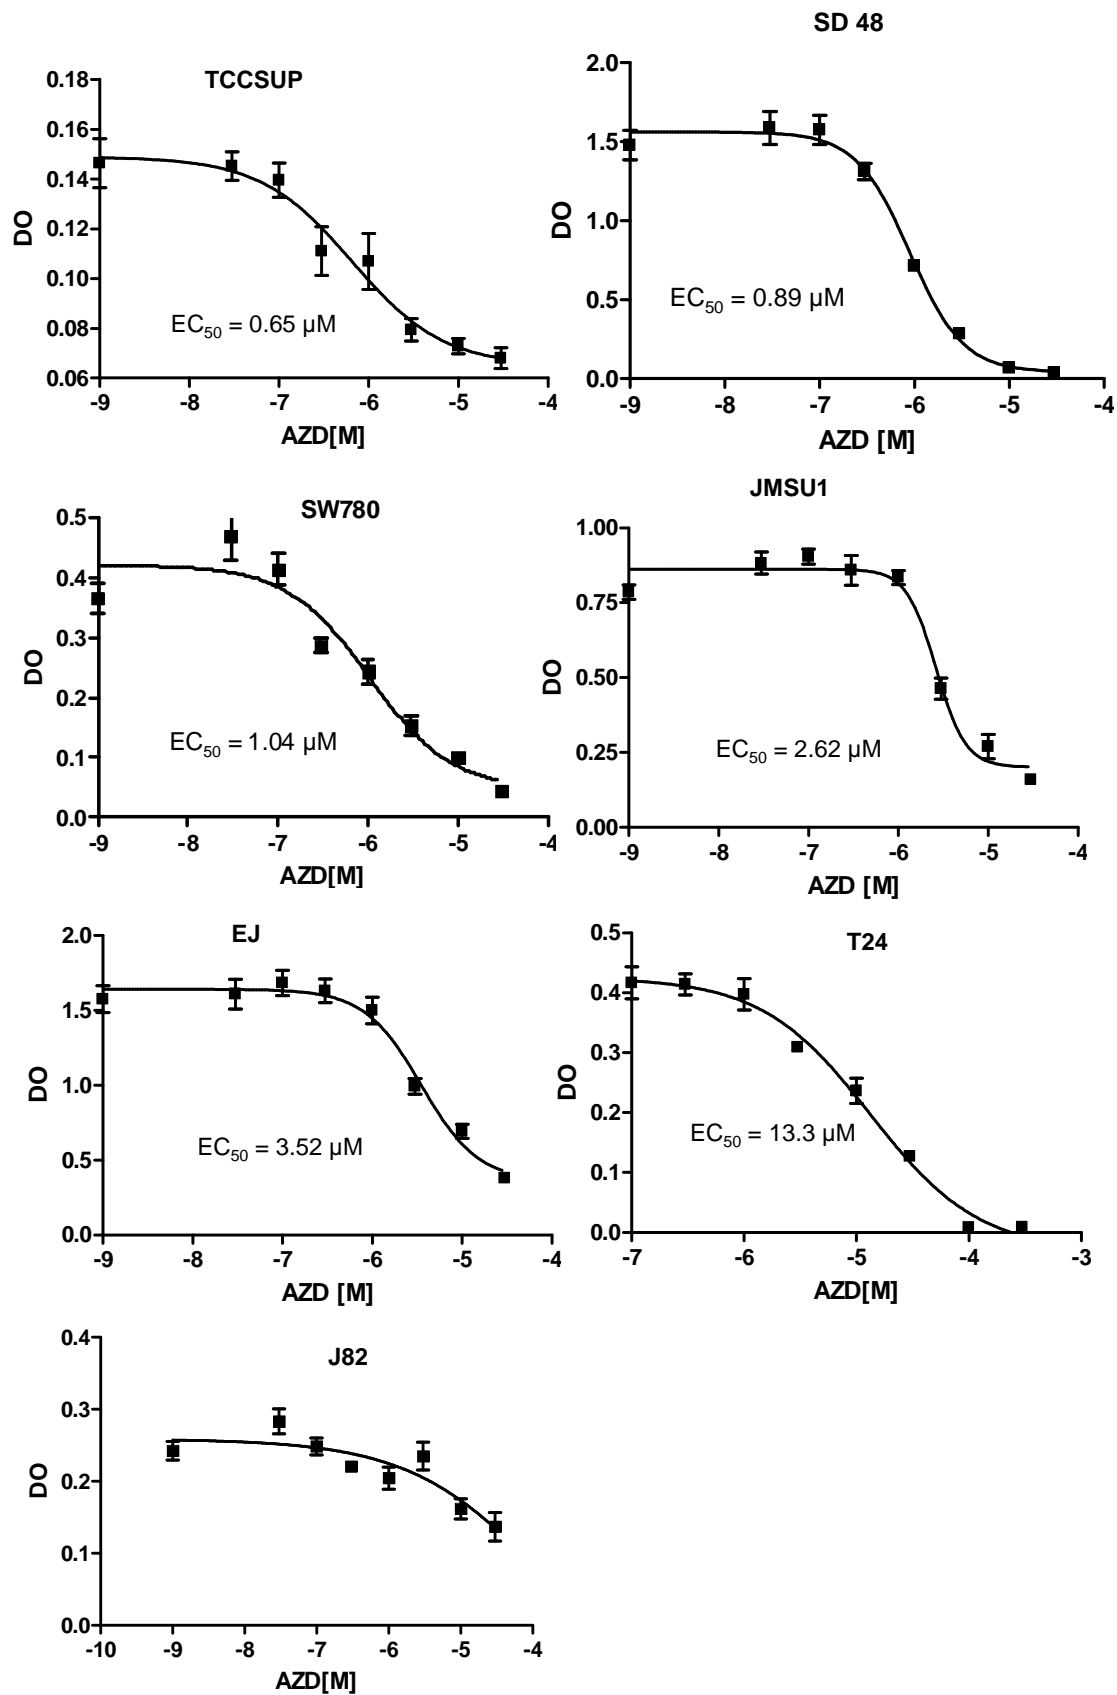 TCCSUP
0.18
0.16
0.14
0.12
0.10
0.08
0.06
DO
EC50 = 0.65 µM
-9 -8 -7 -6 -5 -4
AZD[M]
SD 48
2.0
1.5
1.0
0.5
0.0
DO
EC50 = 0.89 µM
-9 -8 -7 -6 -5 -4
AZD [M]
SW780
0.5
0.4
0.3
0.2
0.1
0.0
DO
EC50 = 1.04 µM
-9 -8 -7 -6 -5 -4
AZD[M]
JMSU1
1.00
0.75
0.50
0.25
0.00
DO
EC50 = 2.62 µM
-9 -8 -7 -6 -5 -4
AZD [M]
EJ
2.0
1.5
1.0
0.5
0.0
DO
EC50 = 3.52 µM
-9 -8 -7 -6 -5 -4
AZD [M]
T24
0.5
0.4
0.3
0.2
0.1
0.0
DO
EC50 = 13.3 µM
-7 -6 -5 -4 -3
AZD[M]
J82
0.4
0.3
0.2
0.1
0.0
DO
-10 -9 -8 -7 -6 -5 -4
AZD[M]